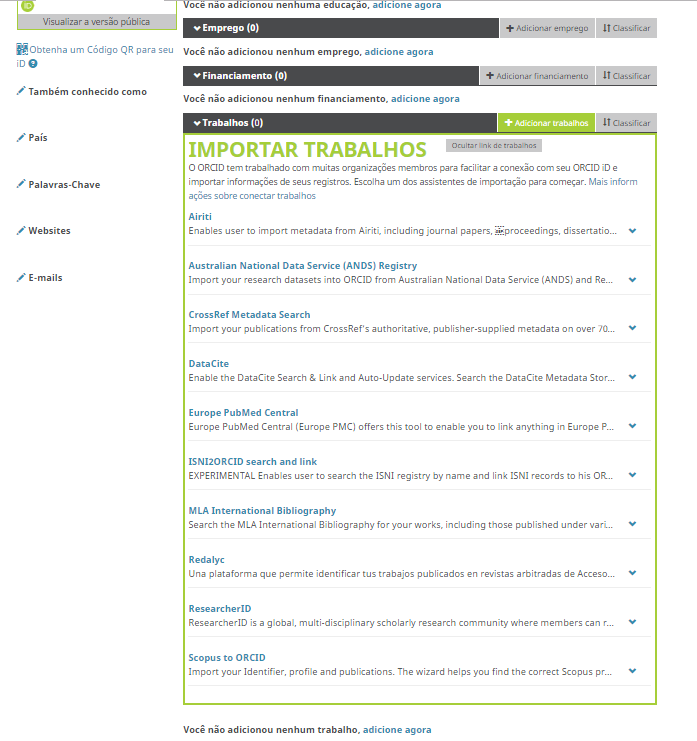 iD
Visualizar a versão pública
Obtenha um Código QR para seu
iD
Também conhecido como
País
Palavras-Chave
Websites
E-mails
Você não adicionou nenhuma educação, adicione agora
Emprego (0)
Adicionar emprego
Classificar
Você não adicionou nenhum emprego, adicione agora
Financiamento (0)
Adicionar financiamento
Classificar
Você não adicionou nenhum financiamento, adicione agora
Trabalhos (0)
Adicionar trabalhos
Classificar
IMPORTAR TRABALHOS
Ocultar link de trabalhos
O ORCID tem trabalhado com muitas organizações membros para facilitar a conexão com seu ORCID iD e
importar informações de seus registros. Escolha um dos assistentes de importação para começar. Mais inform
ações sobre conectar trabalhos
Airiti
Enables user to import metadata from Airiti, including journal papers, proceedings, dissertatio...
Australian National Data Service (ANDS) Registry
Import your research datasets into ORCID from Australian National Data Service (ANDS) and Re...
CrossRef Metadata Search
Import your publications from CrossRef's authoritative, publisher-supplied metadata on over 70...
DataCite
Enable the DataCite Search & Link and Auto-Update services. Search the DataCite Metadata Stor...
Europe PubMed Central
Europe PubMed Central (Europe PMC) offers this tool to enable you to link anything in Europe P...
ISNI2ORCID search and link
EXPERIMENTAL Enables user to search the ISNI registry by name and link ISNI records to his OR...
MLA International Bibliography
Search the MLA International Bibliography for your works, including those published under vari...
Redalyc
Una plataforma que permite identificar tus trabajos publicados en revistas arbitradas de Acceso...
ResearcherID
ResearcherID is a global, multi-disciplinary scholarly research community where members can r...
Scopus to ORCID
Import your Identifier, profile and publications. The wizard helps you find the correct Scopus pr...
Você não adicionou nenhum trabalho, adicione agora